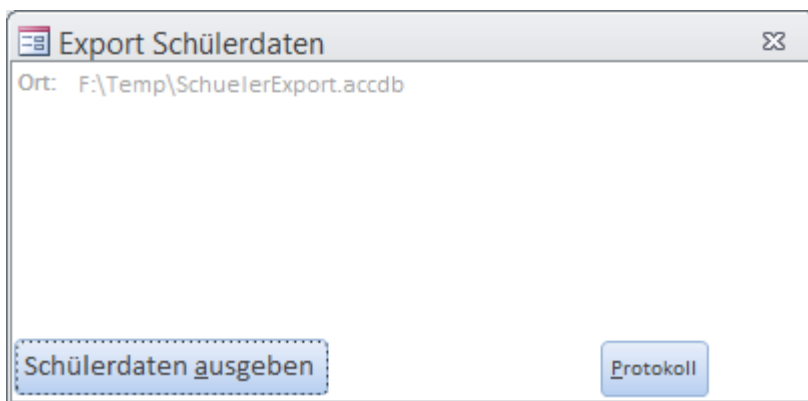 Export Schülerdaten
Ort: F:\Temp\SchuelerExport.accdb
Schülerdaten ausgeben
Protokoll